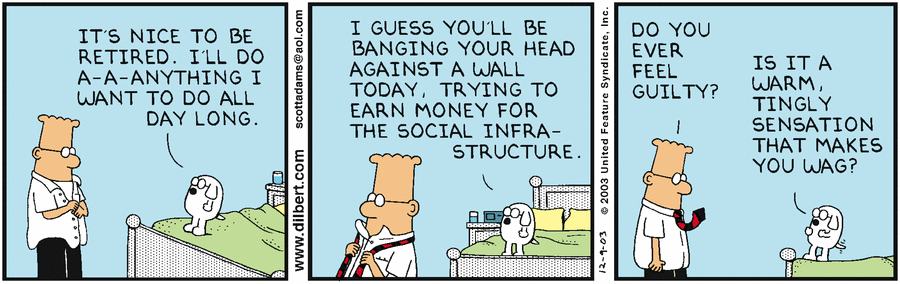 IT'S NICE TO BE
RETIRED. I'LL DO
A-A-ANYTHING I
WANT TO DO ALL
DAY LONG.
www.dilbert.com
scottadams@aol.com
I GUESS YOU'LL BE
BANGING YOUR HEAD
AGAINST A WALL
TODAY, TRYING TO
EARN MONEY FOR
THE SOCIAL INFRA-
STRUCTURE.
12-9-03
© 2003 United Feature Syndicate, Inc.
DO YOU
EVER
FEEL
GUILTY?
IS IT A
WARM,
TINGLY
SENSATION
THAT MAKES
YOU WAG?